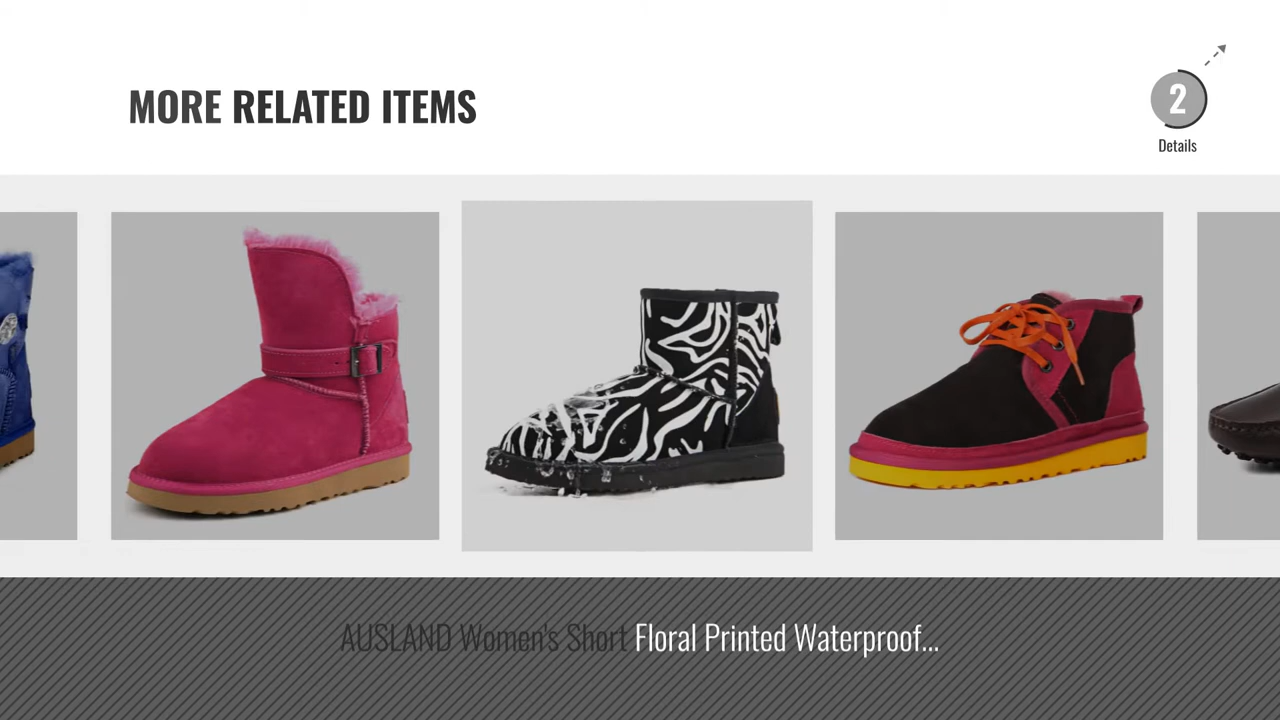 MORE RELATED ITEMS
2
Details
AUSLAND Women's Short Floral Printed Waterproof...